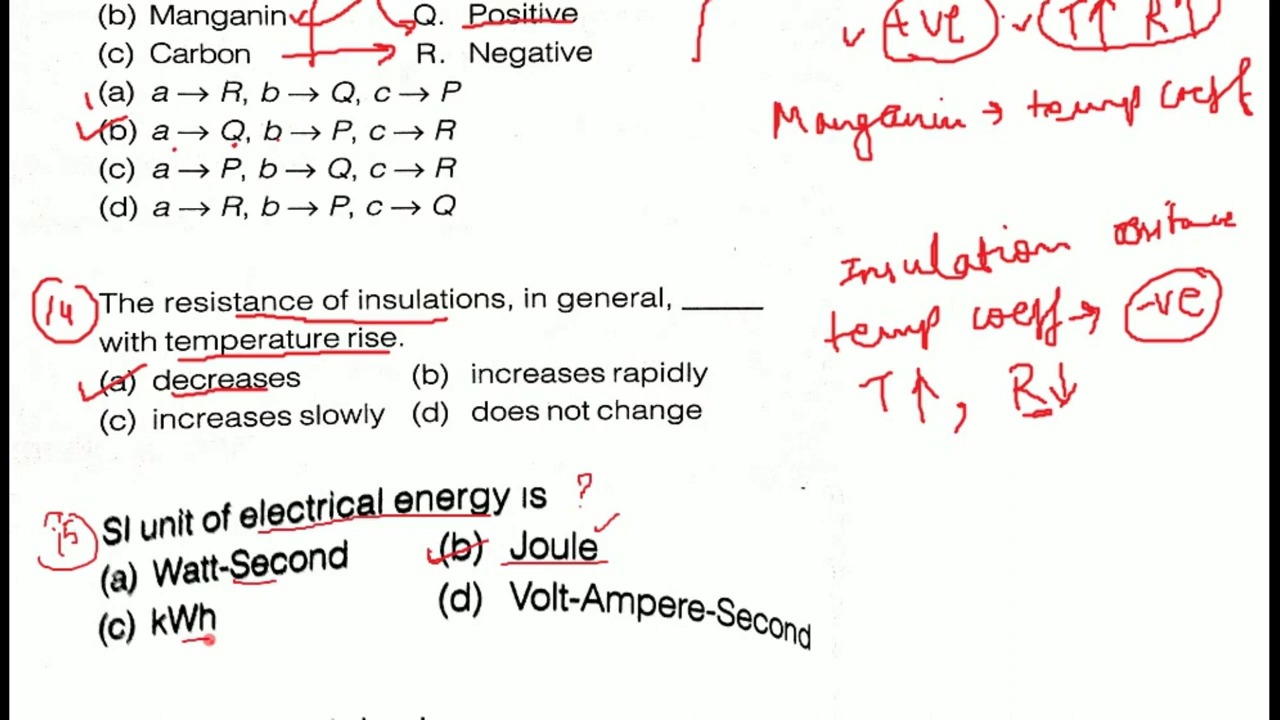 (b) Manganin Q. Positive
(c) Carbon R. Negative
(a) a → R, b → Q, c → P
(b) a → Q, b → P, c → R
(c) a → P, b → Q, c → R
(d) a → R, b → P, c → Q
+ve T↑ R↑
Manganin → temp coeff
14 The resistance of insulations, in general, _____
with temperature rise.
(a) decreases (b) increases rapidly
(c) increases slowly (d) does not change
Insulation
temp coeff → -ve
T↑, R↓
15 SI unit of electrical energy is ?
(a) Watt-Second (b) Joule
(c) kWh (d) Volt-Ampere-Second